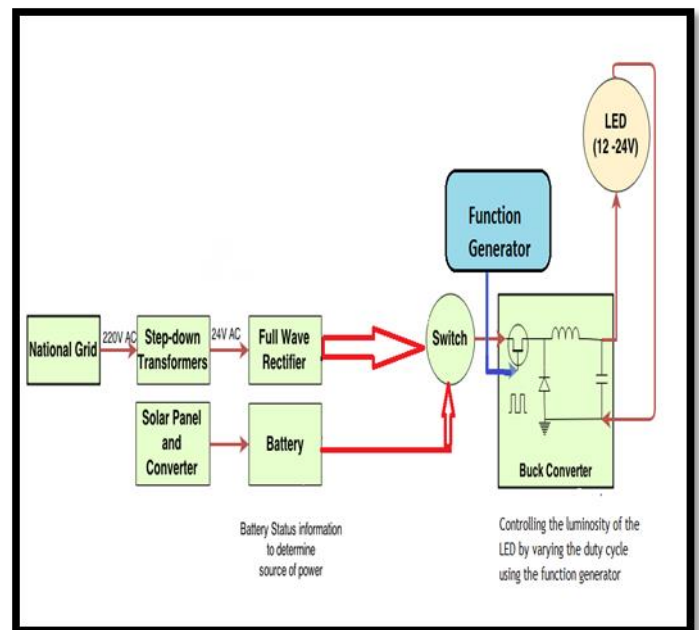 LED
(12 -24V)
Function
Generator
National Grid
220V AC
Step-down
Transformers
24V AC
Full Wave
Rectifier
Switch
Solar Panel
and
Converter
Battery
Buck Converter
Battery Status information
to determine
source of power
Controlling the luminosity of the
LED by varying the duty cycle
using the function generator